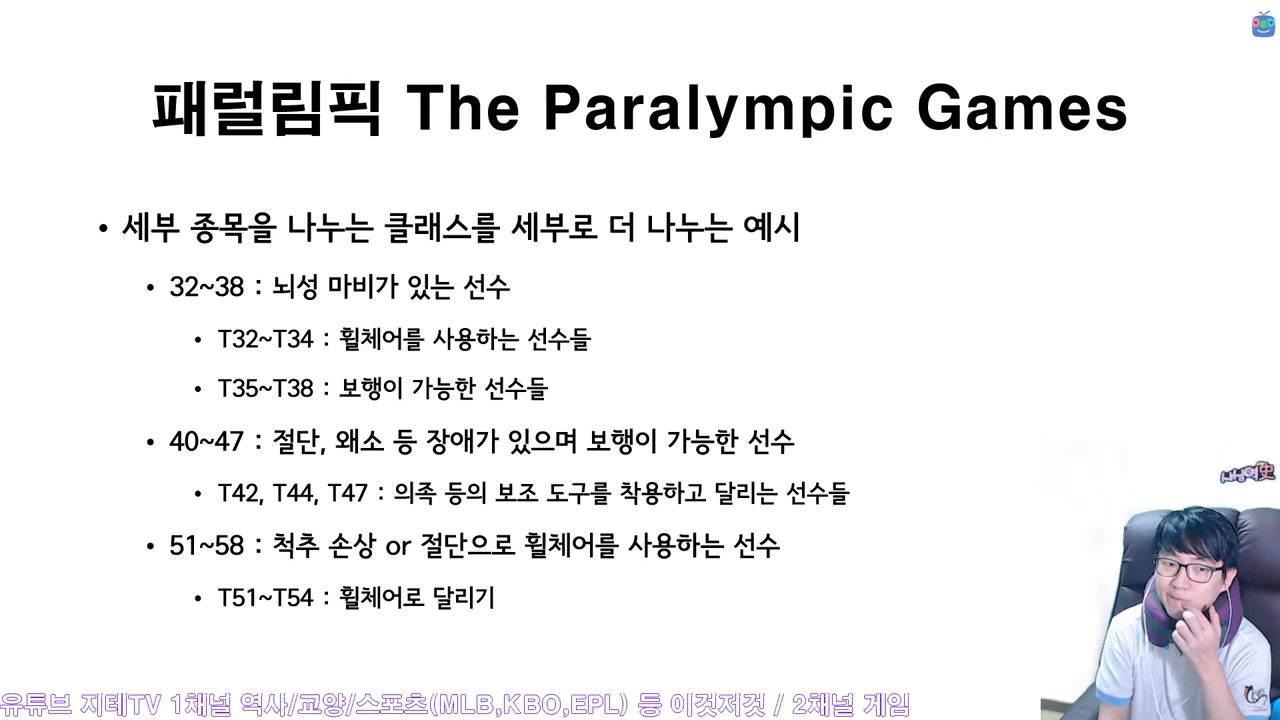 패럴림픽 The Paralympic Games
• 세부 종목을 나누는 클래스를 세부로 더 나누는 예시
• 32~38 : 뇌성 마비가 있는 선수
• T32~T34 : 휠체어를 사용하는 선수들
• T35~T38 : 보행이 가능한 선수들
• 40~47 : 절단, 왜소 등 장애가 있으며 보행이 가능한 선수
• T42, T44, T47 : 의족 등의 보조 도구를 착용하고 달리는 선수들
• 51~58 : 척추 손상 or 절단으로 휠체어를 사용하는 선수
• T51~T54 : 휠체어로 달리기
유튜브 지테TV 1채널 역사/교양/스포츠(MLB,KBO,EPL) 등 이것저것 / 2채널 게임